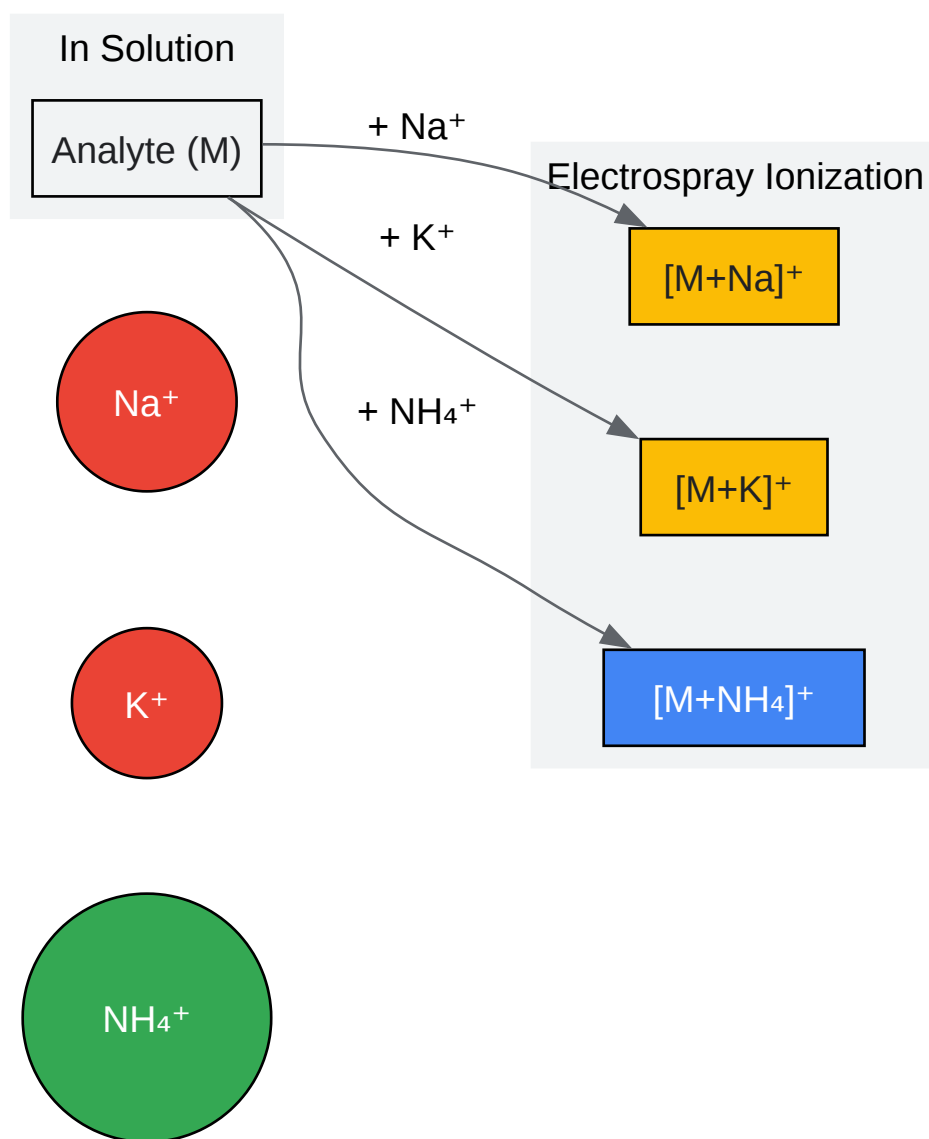 In Solution
Analyte (M)
+ Na⁺
Electrospray Ionization
+ K⁺
[M+Na]⁺
Na⁺
+ NH₄⁺
[M+K]⁺
K⁺
[M+NH₄]⁺
NH₄⁺